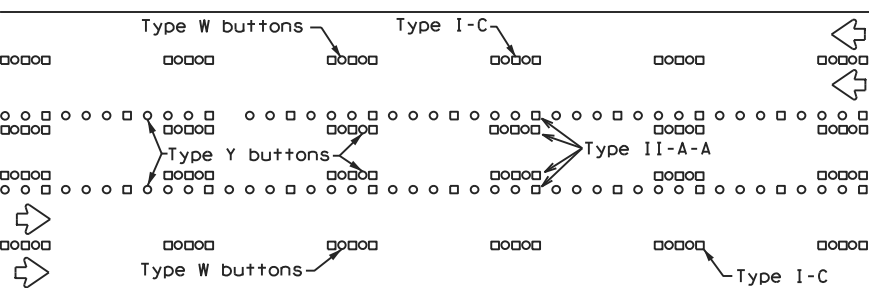 Type W buttons
Type I-C
Type Y buttons
Type II-A-A
Type W buttons
Type I-C